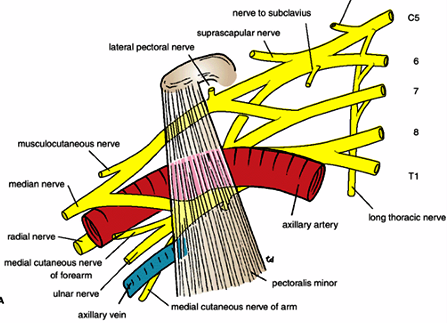 nerve to subclavius
C5
suprascapular nerve
lateral pectoral nerve
6
7
8
musculocutaneous nerve
T1
median nerve
long thoracic nerve
axillary artery
radial nerve
medial cutaneous nerve
of forearm
pectoralis minor
ulnar nerve
medial cutaneous nerve of arm
axillary vein
A